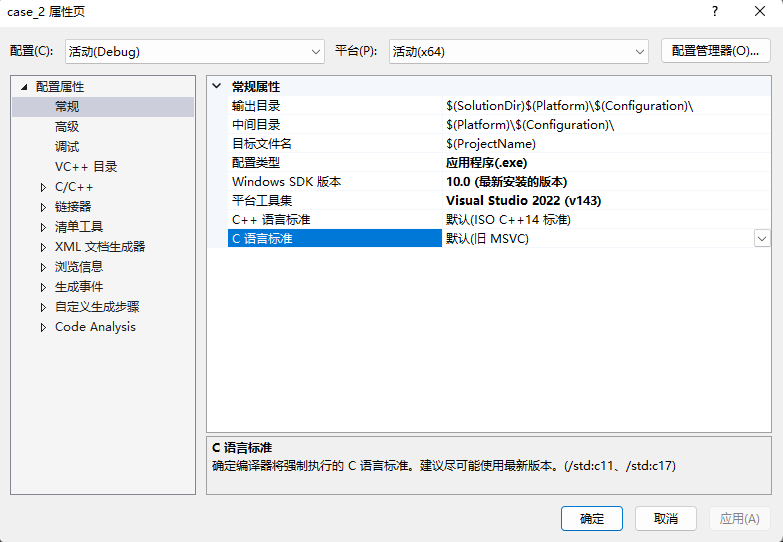 case_2 属性页
配置(C): 活动(Debug) 平台(P): 活动(x64) 配置管理器(O)...
配置属性
常规
高级
调试
VC++ 目录
C/C++
链接器
清单工具
XML 文档生成器
浏览信息
生成事件
自定义生成步骤
Code Analysis
常规属性
输出目录 $(SolutionDir)$(Platform)\$(Configuration)\
中间目录 $(Platform)\$(Configuration)\
目标文件名 $(ProjectName)
配置类型 应用程序(.exe)
Windows SDK 版本 10.0 (最新安装的版本)
平台工具集 Visual Studio 2022 (v143)
C++ 语言标准 默认(ISO C++14 标准)
C 语言标准 默认(旧 MSVC)
C 语言标准
确定编译器将强制执行的 C 语言标准。建议尽可能使用最新版本。(/std:c11、/std:c17)
确定 取消 应用(A)